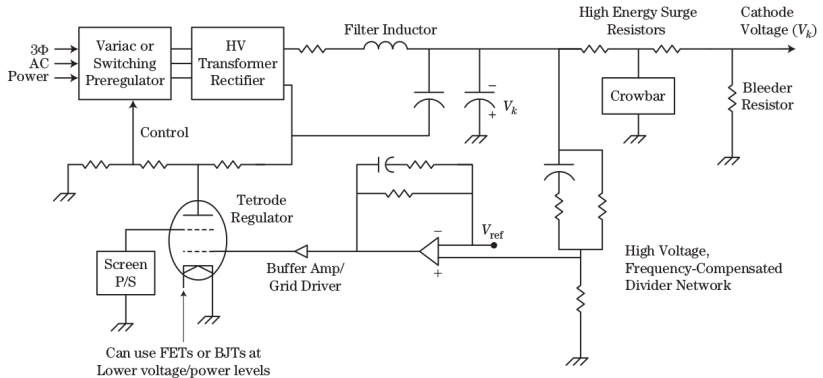 High Energy Surge
Resistors
Cathode
Voltage (Vk)
Filter Inductor
3Φ
AC
Power
Variac or
Switching
Preregulator
HV
Transformer
Rectifier
Crowbar
Bleeder
Resistor
−
+
Vk
Control
Tetrode
Regulator
Vref
−
+
Buffer Amp/
Grid Driver
Screen
P/S
High Voltage,
Frequency-Compensated
Divider Network
Can use FETs or BJTs at
Lower voltage/power levels